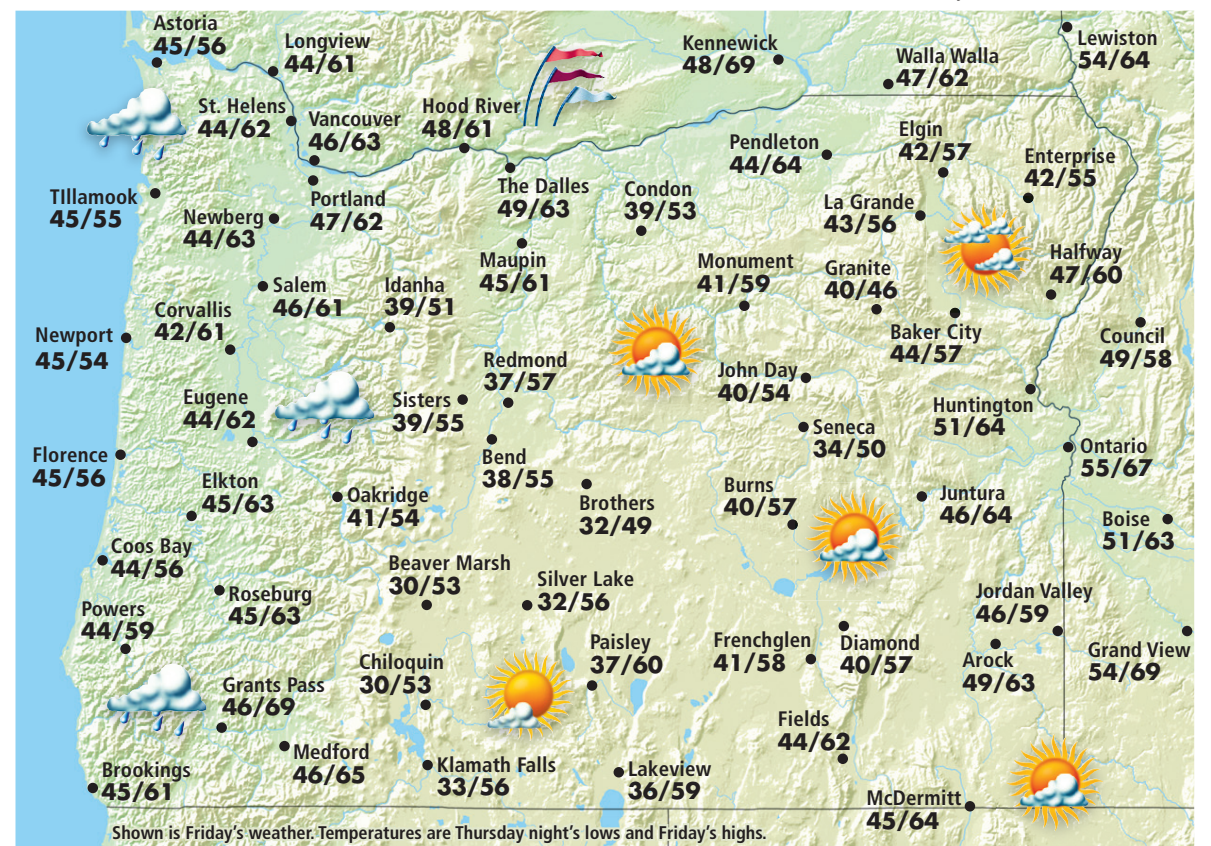 Astoria
45/56
Longview
44/61
Kennewick
48/69
Walla Walla
47/62
Lewiston
54/64
St. Helens
44/62
Vancouver
46/63
Hood River
48/61
Pendleton
44/64
Elgin
42/57
Enterprise
42/55
TIllamook
45/55
Newberg
44/63
Portland
47/62
The Dalles
49/63
Condon
39/53
La Grande
43/56
Maupin
45/61
Monument
41/59
Granite
40/46
Halfway
47/60
Salem
46/61
Idanha
39/51
Corvallis
42/61
Newport
45/54
Baker City
44/57
Council
49/58
Redmond
37/57
John Day
40/54
Eugene
44/62
Sisters
39/55
Huntington
51/64
Seneca
34/50
Ontario
55/67
Florence
45/56
Bend
38/55
Elkton
45/63
Oakridge
41/54
Brothers
32/49
Burns
40/57
Juntura
46/64
Boise
51/63
Coos Bay
44/56
Beaver Marsh
30/53
Silver Lake
32/56
Roseburg
45/63
Jordan Valley
46/59
Powers
44/59
Paisley
37/60
Frenchglen
41/58
Diamond
40/57
Arock
49/63
Grand View
54/69
Chiloquin
30/53
Grants Pass
46/69
Fields
44/62
Medford
46/65
Klamath Falls
33/56
Lakeview
36/59
Brookings
45/61
McDermitt
45/64
Shown is Friday's weather. Temperatures are Thursday night's lows and Friday's highs.